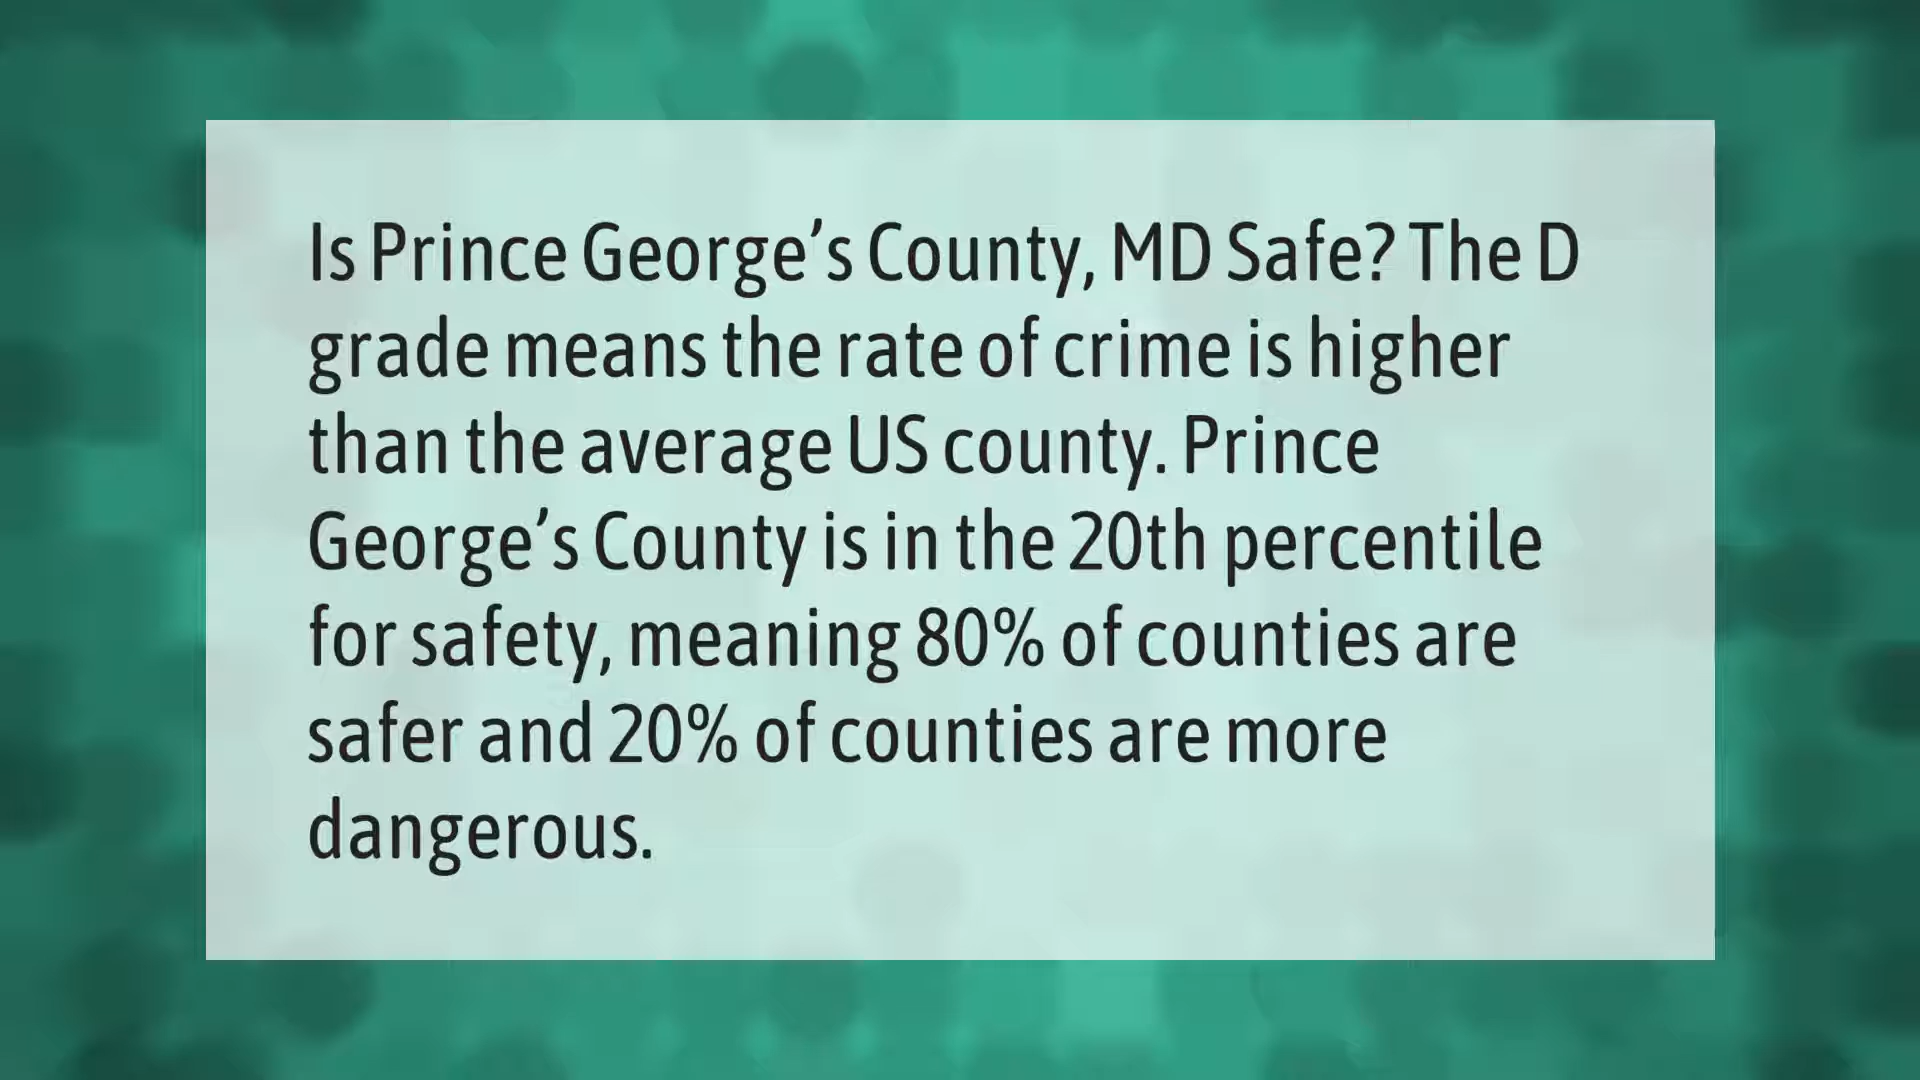 Is Prince George’s County, MD Safe? The D
grade means the rate of crime is higher
than the average US county. Prince
George’s County is in the 20th percentile
for safety, meaning 80% of counties are
safer and 20% of counties are more
dangerous.